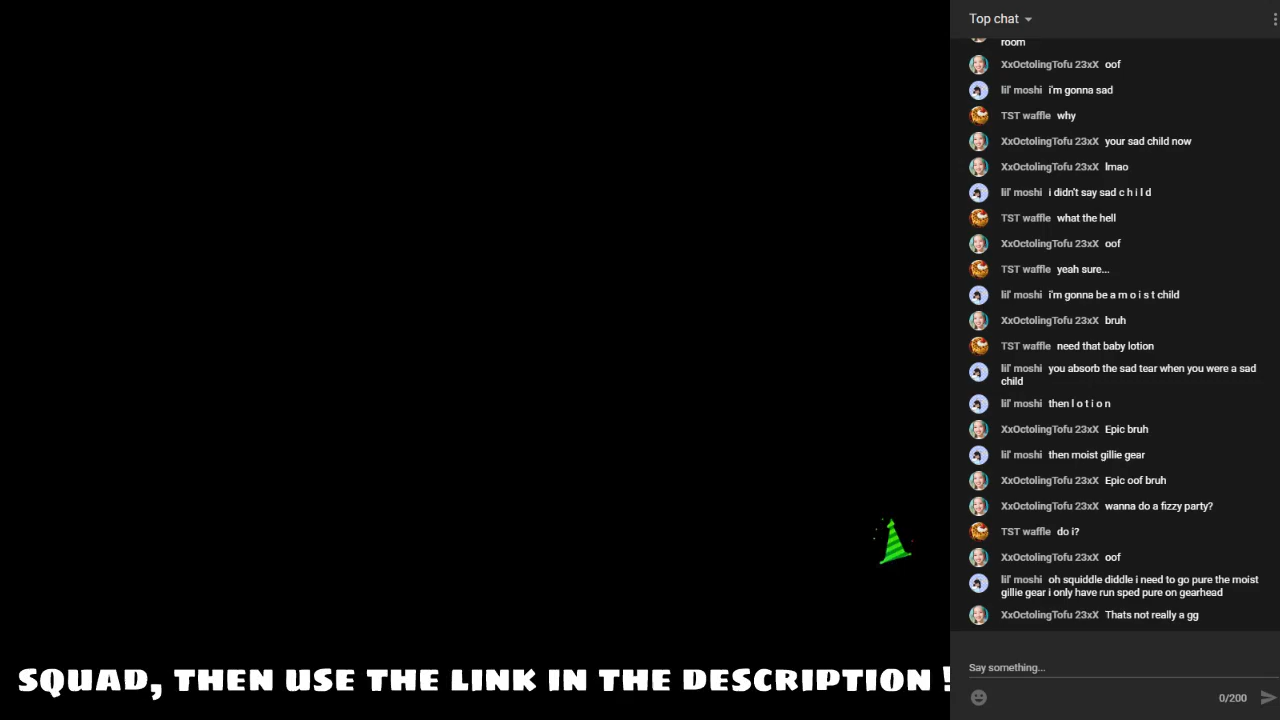 Top chat
room
XxOctolingTofu 23xX oof
lil' moshi i'm gonna sad
TST waffle why
XxOctolingTofu 23xX your sad child now
XxOctolingTofu 23xX lmao
lil' moshi i didn't say sad c h i l d
TST waffle what the hell
XxOctolingTofu 23xX oof
TST waffle yeah sure...
lil' moshi i'm gonna be a m o i s t child
XxOctolingTofu 23xX bruh
TST waffle need that baby lotion
lil' moshi you absorb the sad tear when you were a sad
child
lil' moshi then l o t i o n
XxOctolingTofu 23xX Epic bruh
lil' moshi then moist gillie gear
XxOctolingTofu 23xX Epic oof bruh
XxOctolingTofu 23xX wanna do a fizzy party?
TST waffle do i?
XxOctolingTofu 23xX oof
lil' moshi oh squiddle diddle i need to go pure the moist
gillie gear i only have run sped pure on gearhead
XxOctolingTofu 23xX Thats not really a gg
Say something...
0/200
SQUAD, THEN USE THE LINK IN THE DESCRIPTION !